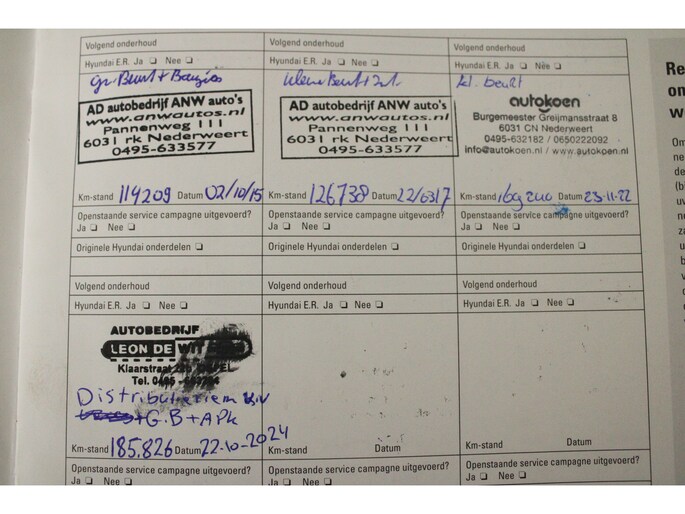 Volgend onderhoud
Hyundai E.R. Ja ❏ Nee ❏
Gr. Beurt + Bougies
AD autobedrijf ANW auto's
www.anwautos.nl
Pannenweg 111
6031 rk Nederweert
0495-633577
Km-stand 114209 Datum 02/10/15
Openstaande service campagne uitgevoerd?
Ja ❏ Nee ❏
Originele Hyundai onderdelen ❏
Volgend onderhoud
Hyundai E.R. Ja ❏ Nee ❏
kleine Beurt +
AD autobedrijf ANW auto's
www.anwautos.nl
Pannenweg 111
6031 rk Nederweert
0495-633577
Km-stand 126738 Datum
Openstaande service campagne uitgevoerd?
Ja ❏ Nee ❏
Originele Hyundai onderdelen ❏
Volgend onderhoud
Hyundai E.R. Ja ❏ Nee ❏
kl. beurt
autokoen
Burgemeester Greijmansstraat 8
6031 CN Nederweert
0495-632182 / 0650222092
info@autokoen.nl / www.autokoen.nl
Km-stand Datum 23-11-22
Openstaande service campagne uitgevoerd?
Ja ❏ Nee ❏
Originele Hyundai onderdelen ❏
Volgend onderhoud
Hyundai E.R. Ja ❏ Nee ❏
AUTOBEDRIJF
LEON DE WIT
Klaarstraat
Tel. 0495
Distributieriem
+ G.B + APK
Km-stand 185.826 Datum 22-10-2024
Openstaande service campagne uitgevoerd?
Ja ❏ Nee ❏
Volgend onderhoud
Hyundai E.R. Ja ❏ Nee ❏
Km-stand Datum
Openstaande service campagne uitgevoerd?
Ja ❏ Nee ❏
Volgend onderhoud
Hyundai E.R. Ja ❏ Nee ❏
Km-stand Datum
Openstaande service campagne uitgevoerd?
Ja ❏ Nee ❏
Re
on